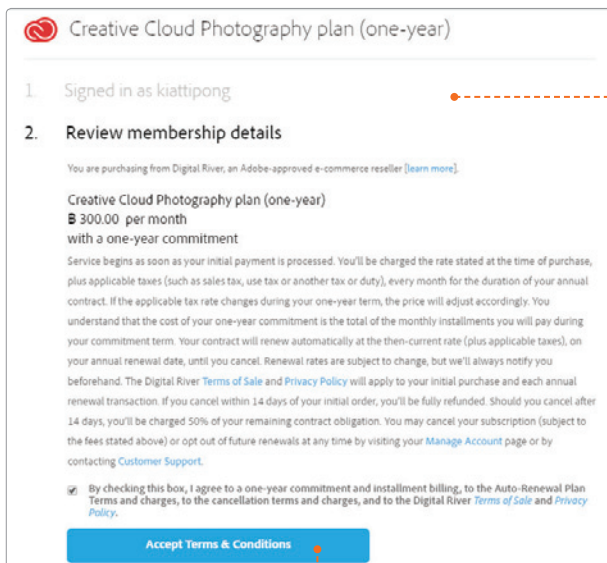 Creative Cloud Photography plan (one-year)
1. Signed in as kiattipong
2. Review membership details
You are purchasing from Digital River, an Adobe-approved e-commerce reseller [learn more].
Creative Cloud Photography plan (one-year)
฿ 300.00 per month
with a one-year commitment
Service begins as soon as your initial payment is processed. You'll be charged the rate stated at the time of purchase,
plus applicable taxes (such as sales tax, use tax or another tax or duty), every month for the duration of your annual
contract. If the applicable tax rate changes during your one-year term, the price will adjust accordingly. You
understand that the cost of your one-year commitment is the total of the monthly installments you will pay during
your commitment term. Your contract will renew automatically at the then-current rate (plus applicable taxes), on
your annual renewal date, until you cancel. Renewal rates are subject to change, but we'll always notify you
beforehand. The Digital River Terms of Sale and Privacy Policy will apply to your initial purchase and each annual
renewal transaction. If you cancel within 14 days of your initial order, you'll be fully refunded. Should you cancel after
14 days, you'll be charged 50% of your remaining contract obligation. You may cancel your subscription (subject to
the fees stated above) or opt out of future renewals at any time by visiting your Manage Account page or by
contacting Customer Support.
By checking this box, I agree to a one-year commitment and installment billing, to the Auto-Renewal Plan
Terms and charges, to the cancellation terms and charges, and to the Digital River Terms of Sale and Privacy
Policy.
Accept Terms & Conditions